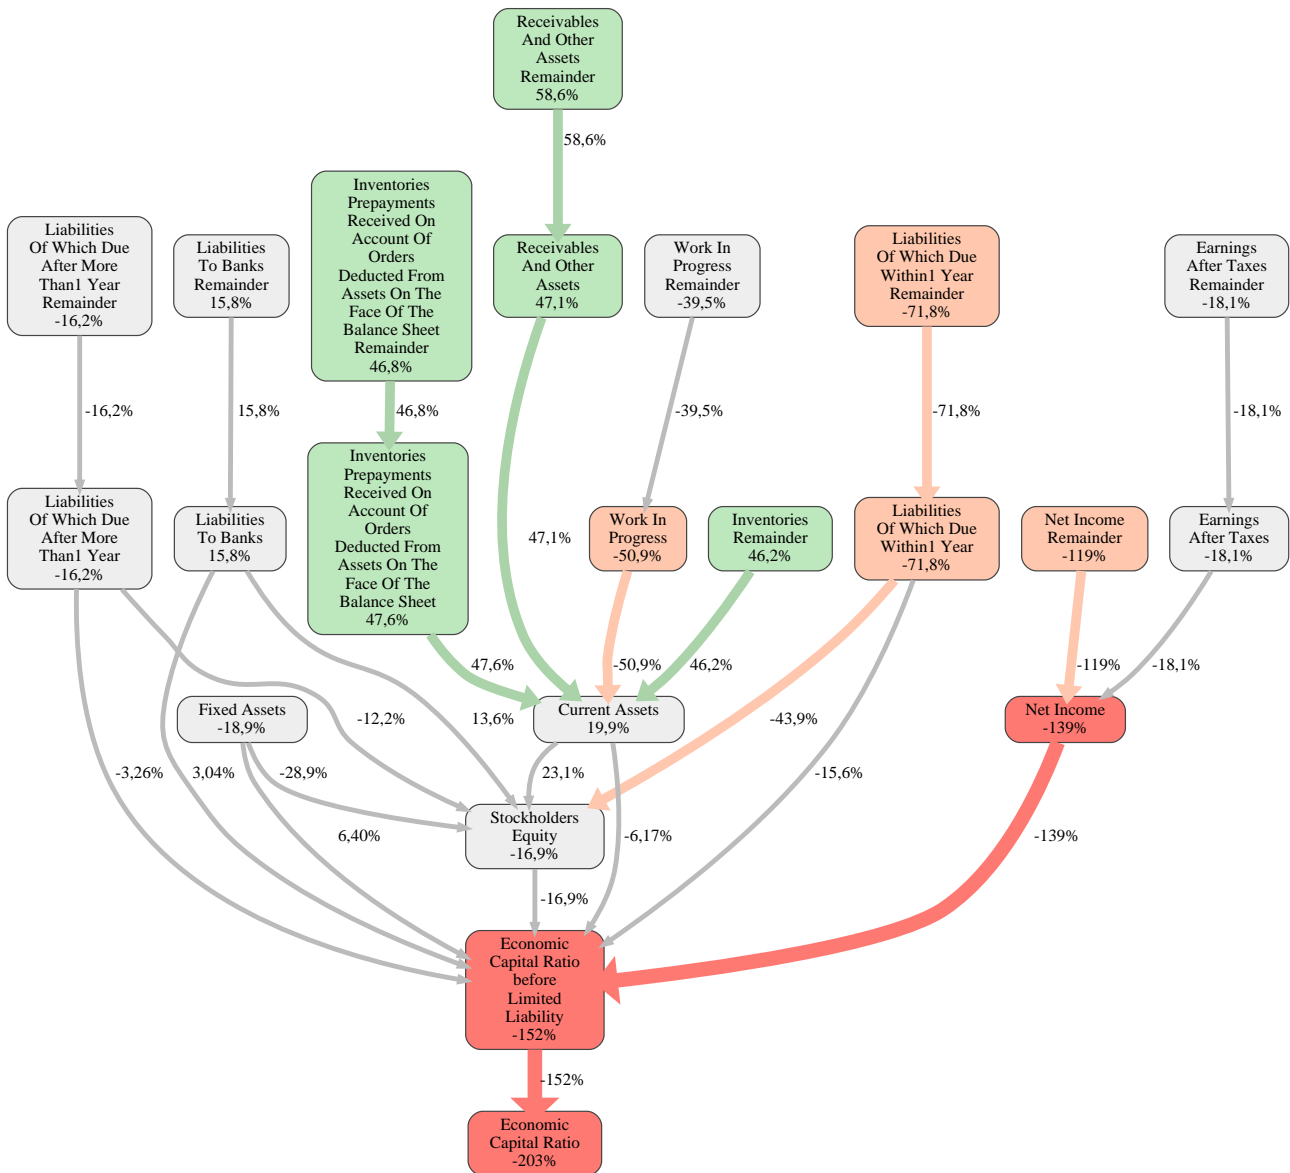 Receivables
And Other
Assets
Remainder
58,6%
58,6%
Inventories
Prepayments
Received On
Account Of
Orders
Deducted From
Assets On The
Face Of The
Balance Sheet
Remainder
46,8%
Liabilities
Of Which Due
After More
Than1 Year
Remainder
-16,2%
Liabilities
To Banks
Remainder
15,8%
Receivables
And Other
Assets
47,1%
Work In
Progress
Remainder
-39,5%
Liabilities
Of Which Due
Within1 Year
Remainder
-71,8%
Earnings
After Taxes
Remainder
-18,1%
-16,2%
15,8%
46,8%
-39,5%
-71,8%
-18,1%
Liabilities
Of Which Due
After More
Than1 Year
-16,2%
Liabilities
To Banks
15,8%
Inventories
Prepayments
Received On
Account Of
Orders
Deducted From
Assets On The
Face Of The
Balance Sheet
47,6%
47,1%
Work In
Progress
-50,9%
Inventories
Remainder
46,2%
Liabilities
Of Which Due
Within1 Year
-71,8%
Net Income
Remainder
-119%
Earnings
After Taxes
-18,1%
47,6%
-50,9%
46,2%
-119%
-18,1%
Fixed Assets
-18,9%
-12,2%
13,6%
Current Assets
19,9%
-43,9%
Net Income
-139%
-3,26%
3,04%
-28,9%
23,1%
-15,6%
6,40%
Stockholders
Equity
-16,9%
-6,17%
-139%
-16,9%
Economic
Capital Ratio
before
Limited
Liability
-152%
-152%
Economic
Capital Ratio
-203%